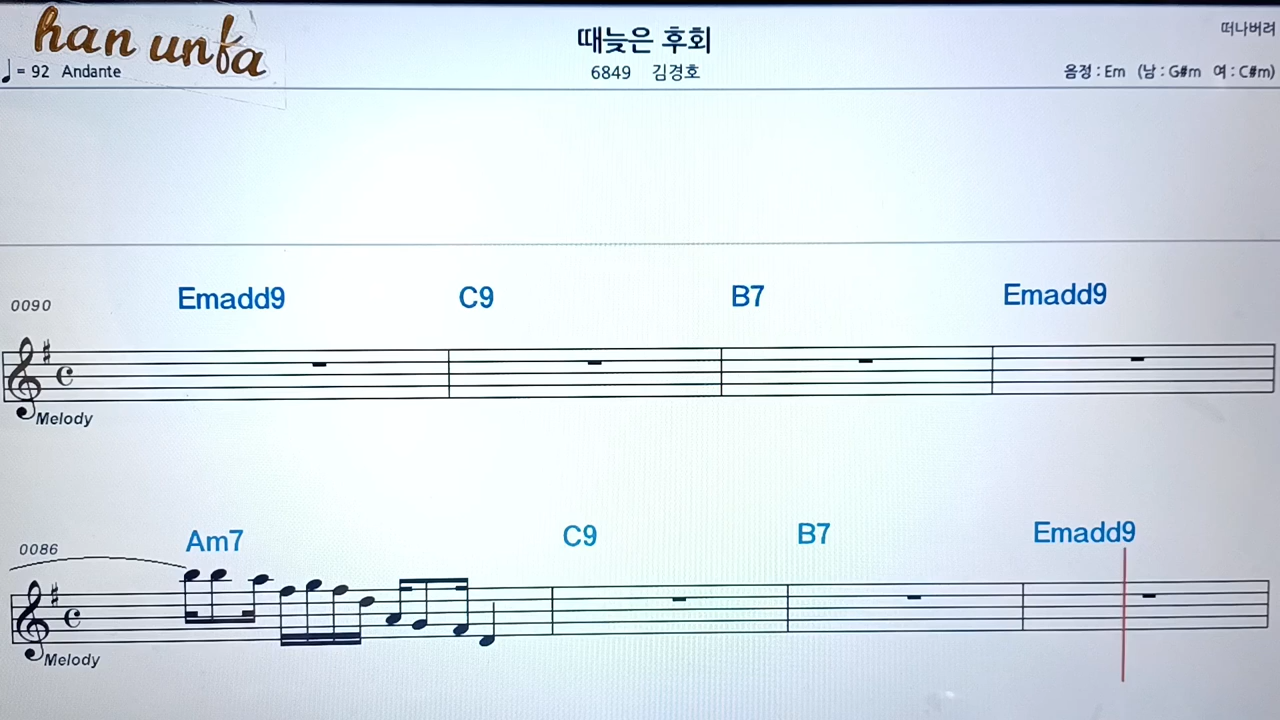 han unfa
때늦은 후회
떠나버려
♩= 92 Andante
6849 김경호
음정 : Em (남 : G#m 여 : C#m)
0090
Emadd9 C9 B7 Emadd9
Melody
0086
Am7 C9 B7 Emadd9
Melody